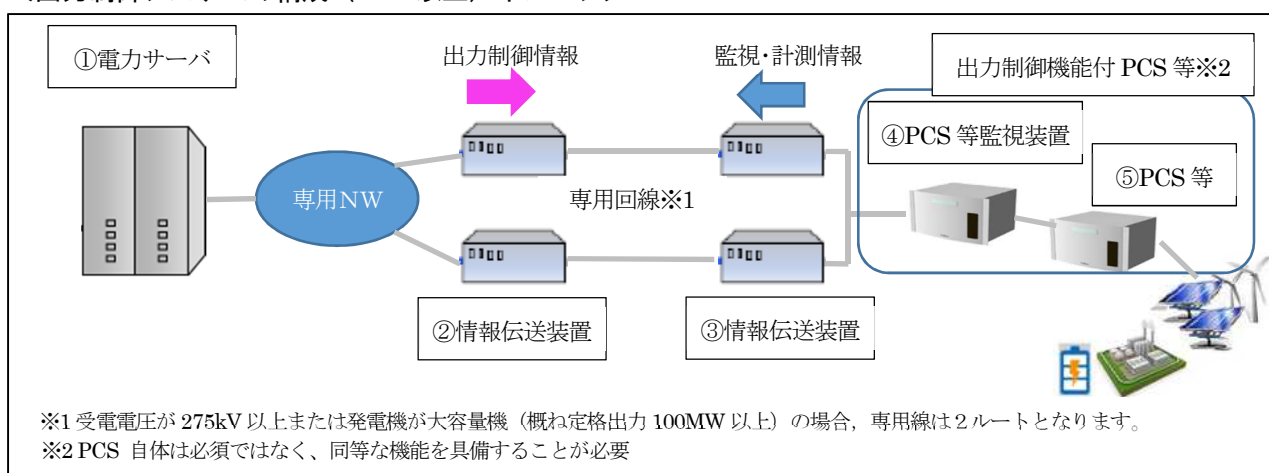 ①電力サーバ
出力制御情報
監視・計測情報
出力制御機能付 PCS 等※2
④PCS 等監視装置
⑤PCS 等
専用NW
専用回線※1
②情報伝送装置
③情報伝送装置
※1 受電電圧が 275kV 以上または発電機が大容量機（概ね定格出力 100MW 以上）の場合，専用線は２ルートとなります。
※2 PCS 自体は必須ではなく、同等な機能を具備することが必要